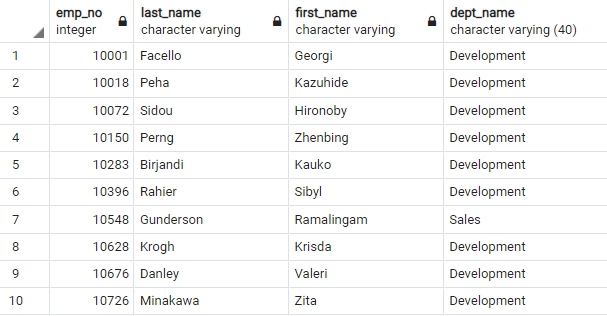 emp_no last_name first_name dept_name
integer character varying character varying character varying (40)
1 10001 Facello Georgi Development
2 10018 Peha Kazuhide Development
3 10072 Sidou Hironoby Development
4 10150 Perng Zhenbing Development
5 10283 Birjandi Kauko Development
6 10396 Rahier Sibyl Development
7 10548 Gunderson Ramalingam Sales
8 10628 Krogh Krisda Development
9 10676 Danley Valeri Development
10 10726 Minakawa Zita Development